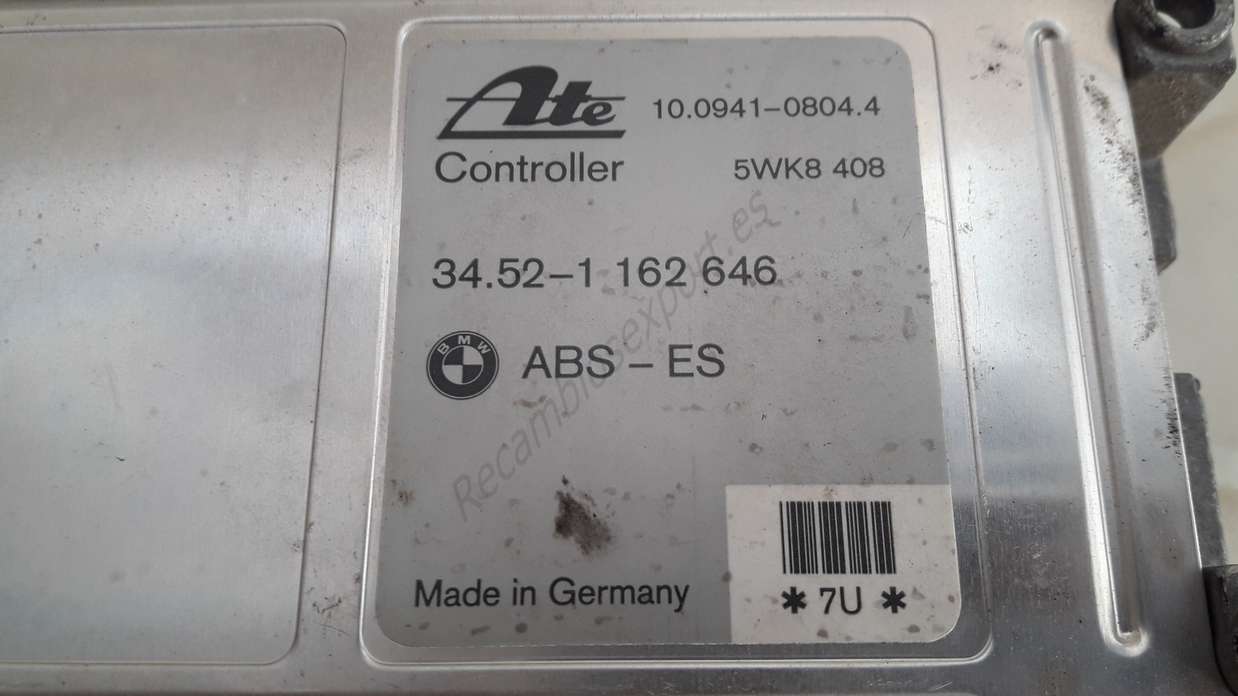 Ate 10.0941-0804.4
Controller 5WK8 408
34.52-1 162 646
BMW ABS - ES
Recambiosexport.es
Made in Germany
* 7U *